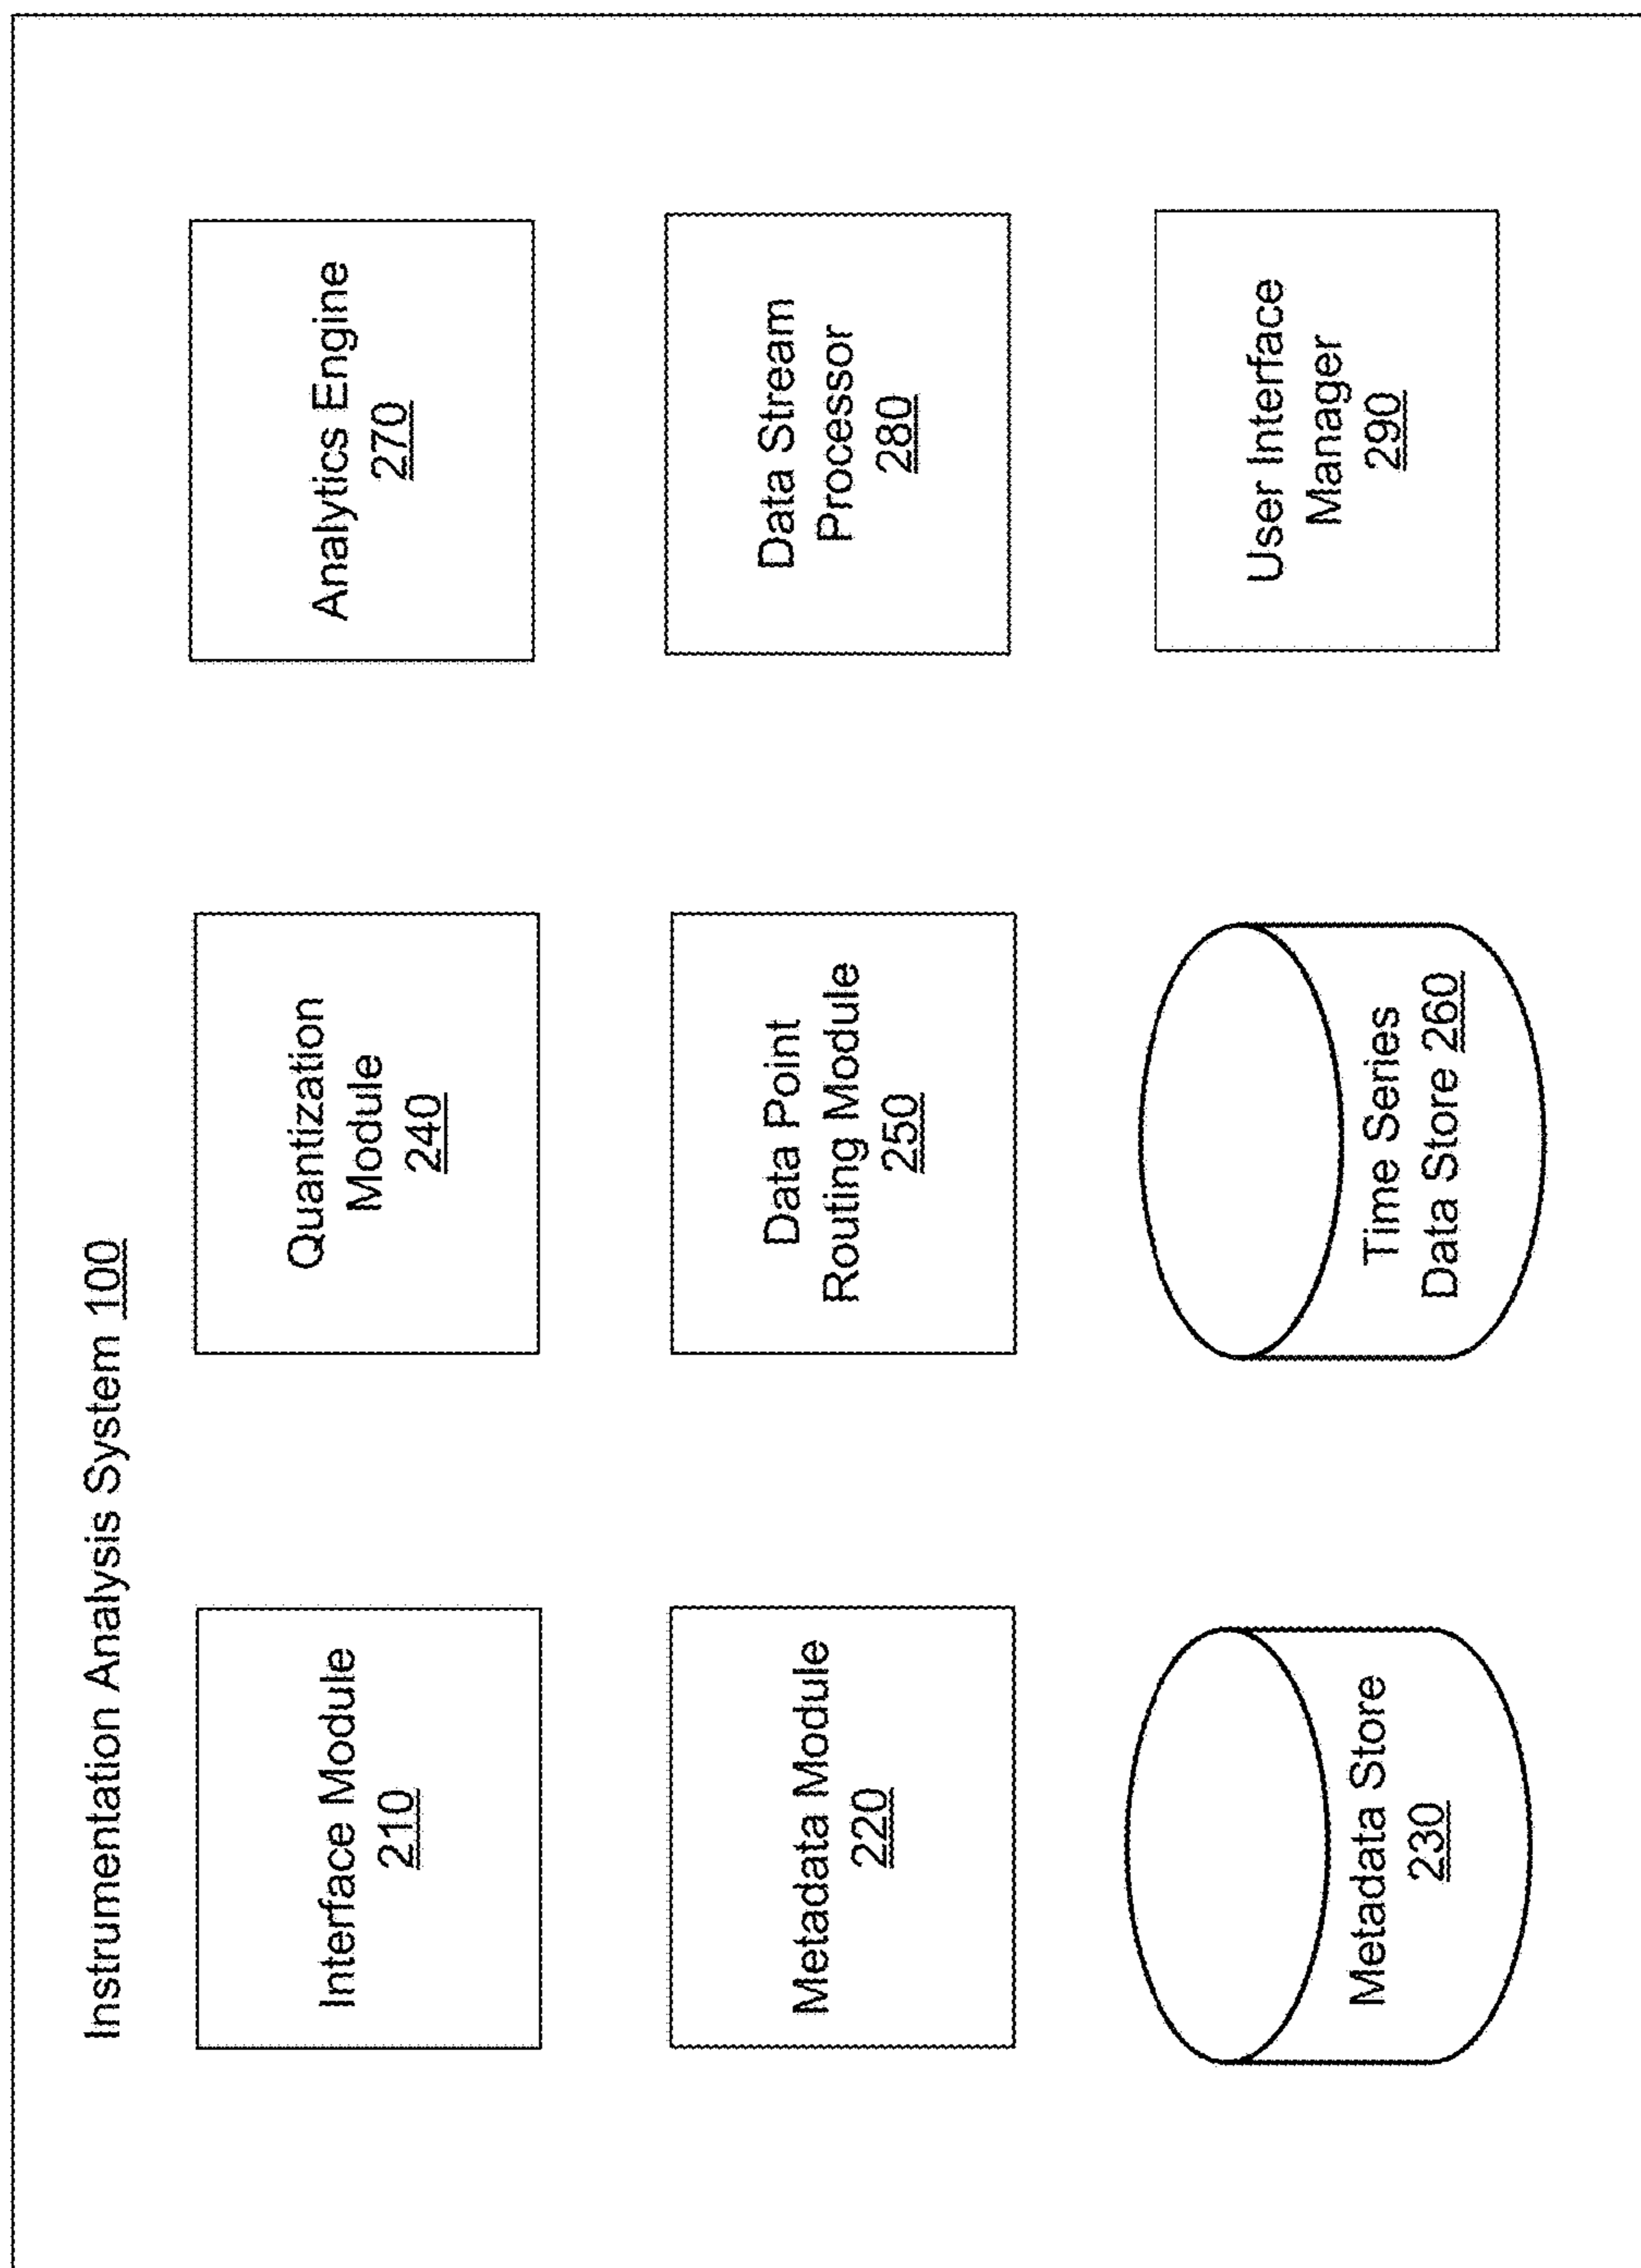 Instrumentation Analysis System 100
Interface Module
210
Quantization
Module
240
Analytics Engine
270
Metadata Module
220
Data Point
Routing Module
250
Data Stream
Processor
280
Metadata Store
230
Time Series
Data Store 260
User Interface
Manager
290